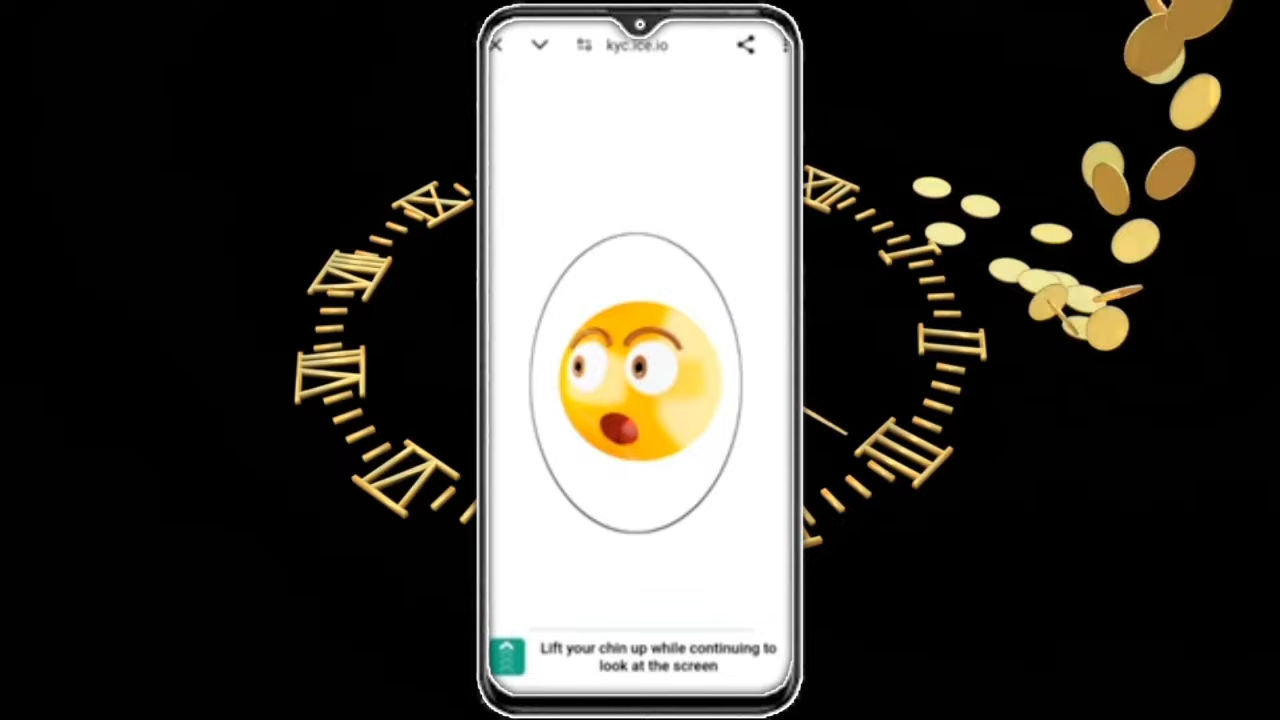 kyc.ice.io
Lift your chin up while continuing to
look at the screen